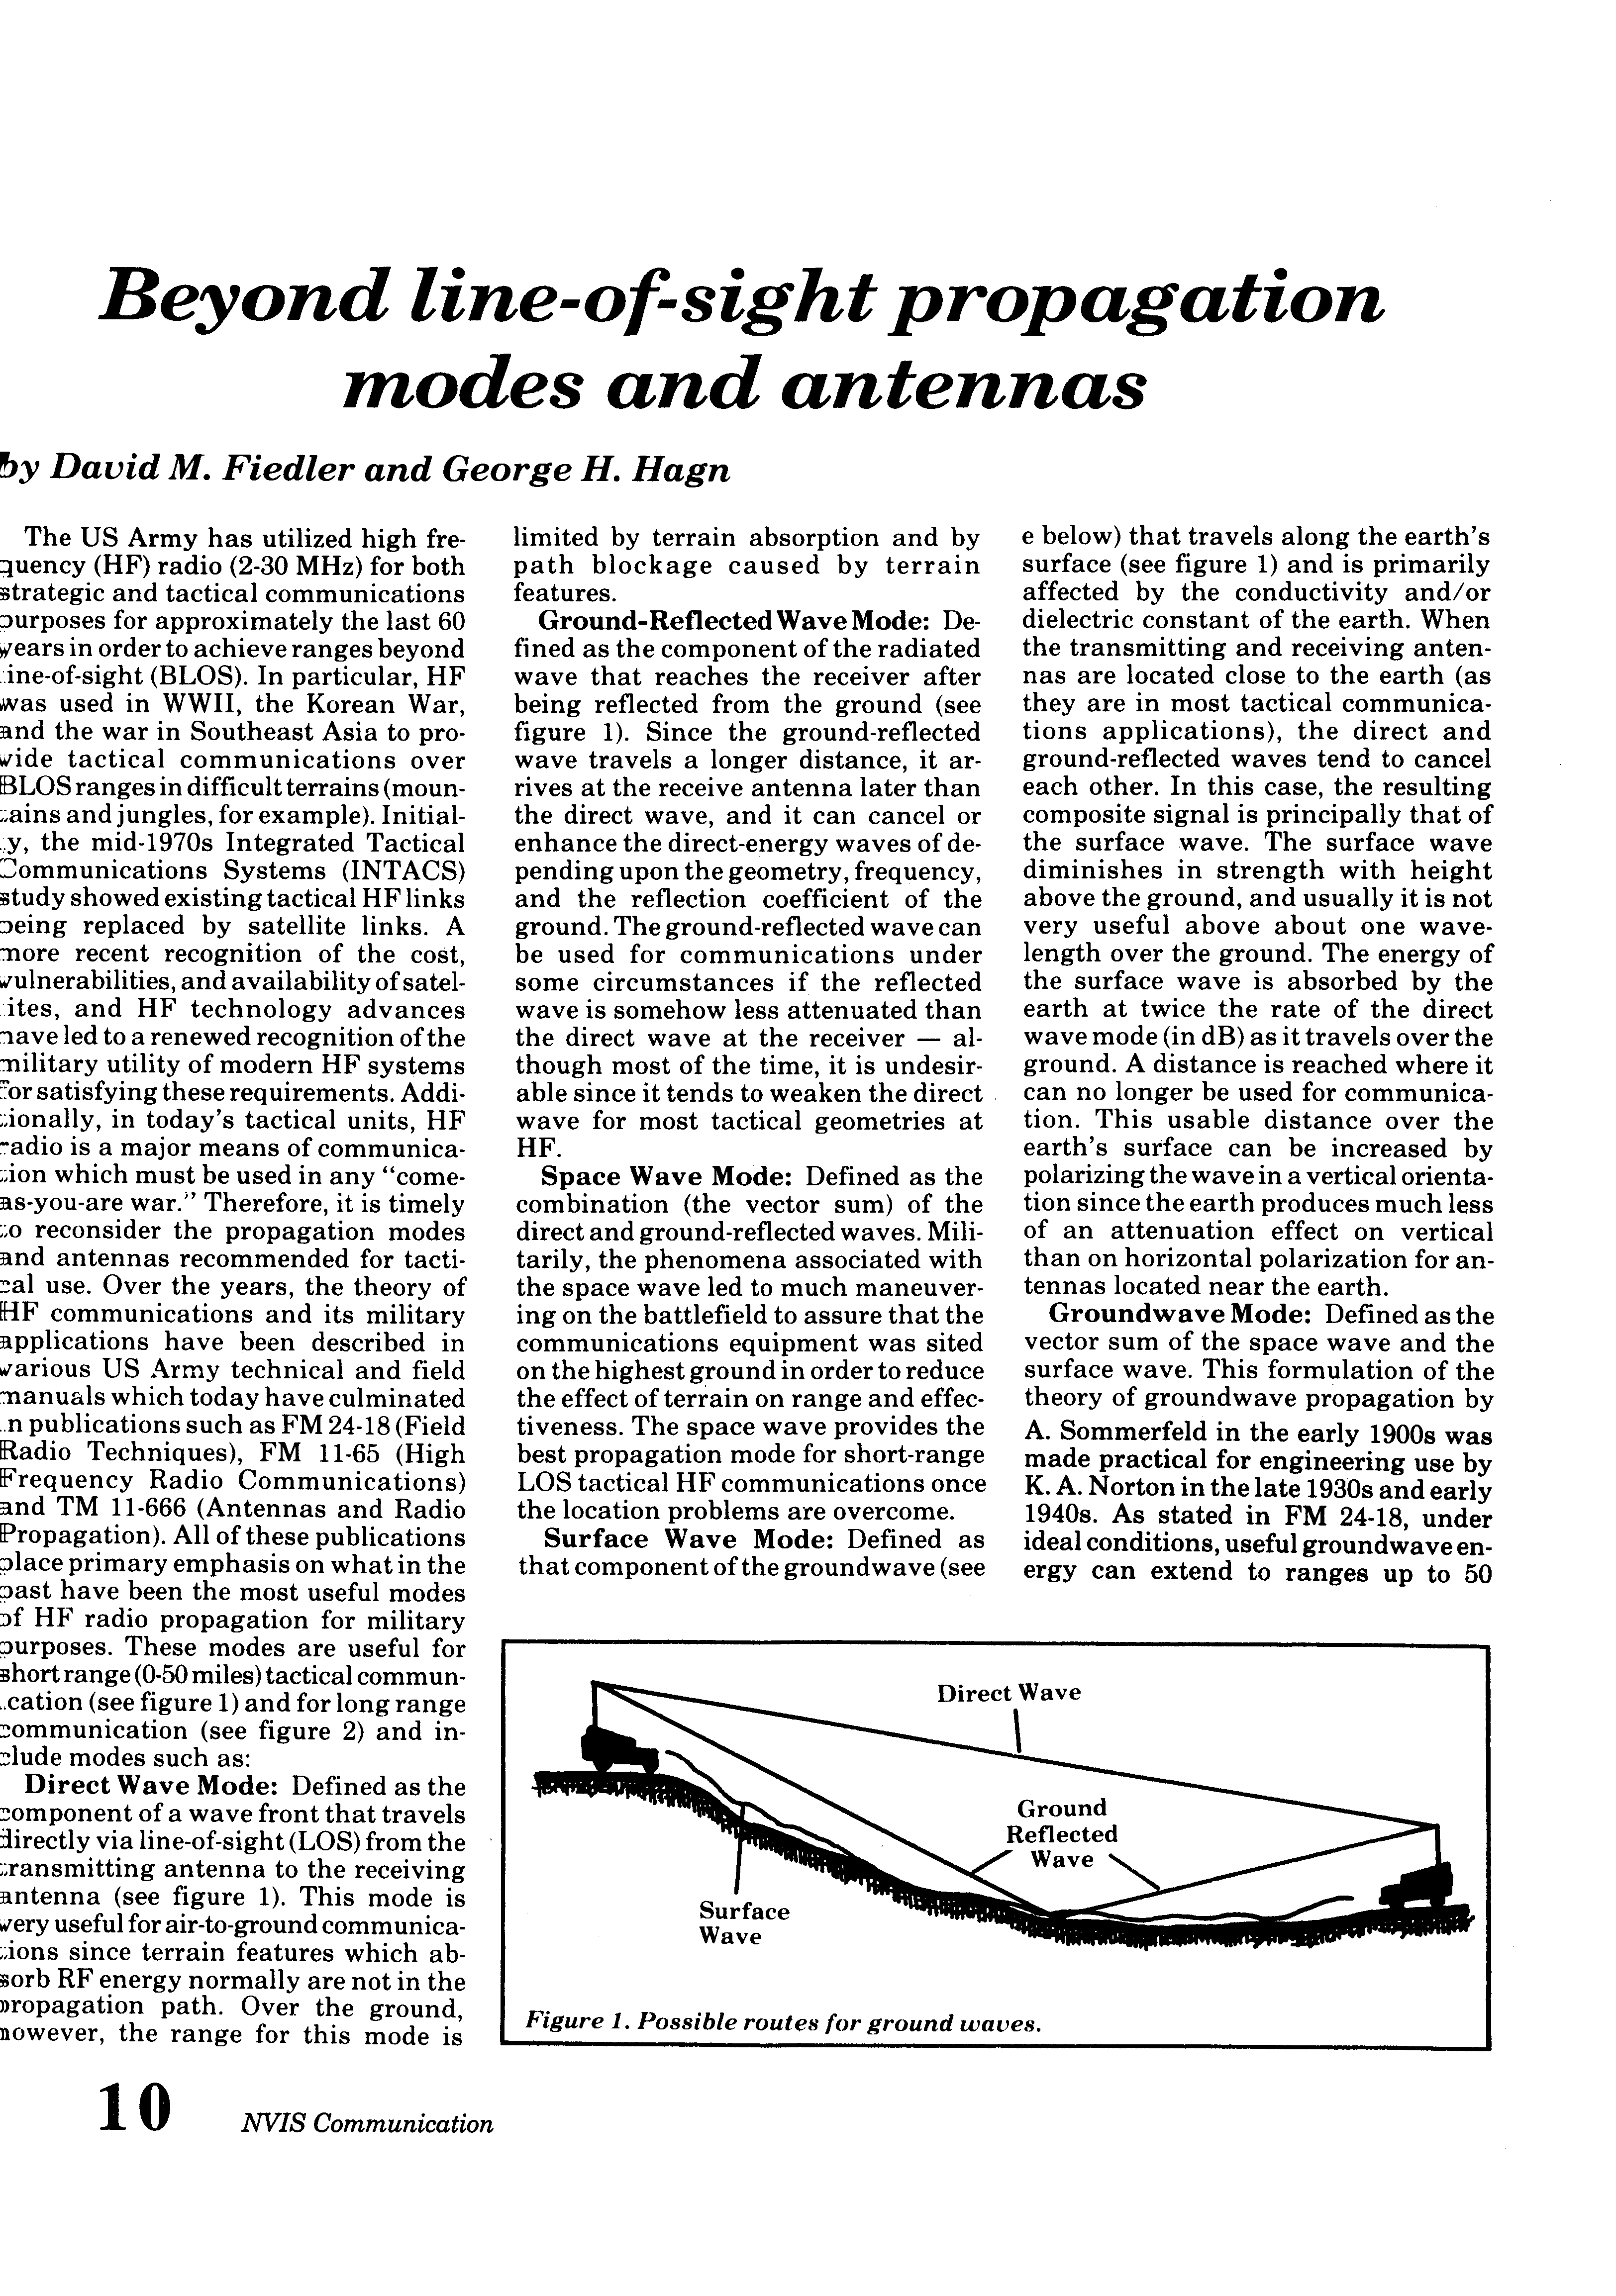 Beyond line-of-sight propagation
modes and antennas
by David M. Fiedler and George H. Hagn
The US Army has utilized high fre-
quency (HF) radio (2-30 MHz) for both
strategic and tactical communications
purposes for approximately the last 60
years in order to achieve ranges beyond
line-of-sight (BLOS). In particular, HF
was used in WWII, the Korean War,
and the war in Southeast Asia to pro-
vide tactical communications over
BLOS ranges in difficult terrains (moun-
tains and jungles, for example). Initial-
ly, the mid-1970s Integrated Tactical
Communications Systems (INTACS)
study showed existing tactical HF links
being replaced by satellite links. A
more recent recognition of the cost,
vulnerabilities, and availability of satel-
ites, and HF technology advances
have led to a renewed recognition of the
military utility of modern HF systems
for satisfying these requirements. Addi-
tionally, in today's tactical units, HF
radio is a major means of communica-
tion which must be used in any "come-
as-you-are war." Therefore, it is timely
to reconsider the propagation modes
and antennas recommended for tacti-
cal use. Over the years, the theory of
HF communications and its military
applications have been described in
various US Army technical and field
manuals which today have culminated
in publications such as FM 24-18 (Field
Radio Techniques), FM 11-65 (High
Frequency Radio Communications)
and TM 11-666 (Antennas and Radio
Propagation). All of these publications
place primary emphasis on what in the
past have been the most useful modes
of HF radio propagation for military
purposes. These modes are useful for
short range (0-50 miles) tactical commun-
ication (see figure 1) and for long range
communication (see figure 2) and in-
clude modes such as:
Direct Wave Mode: Defined as the
component of a wave front that travels
directly via line-of-sight (LOS) from the
transmitting antenna to the receiving
antenna (see figure 1). This mode is
very useful for air-to-ground communica-
tions since terrain features which ab-
sorb RF energy normally are not in the
propagation path. Over the ground,
however, the range for this mode is
limited by terrain absorption and by
path blockage caused by terrain
features.
Ground-Reflected Wave Mode: De-
fined as the component of the radiated
wave that reaches the receiver after
being reflected from the ground (see
figure 1). Since the ground-reflected
wave travels a longer distance, it ar-
rives at the receive antenna later than
the direct wave, and it can cancel or
enhance the direct-energy waves of de-
pending upon the geometry, frequency,
and the reflection coefficient of the
ground. The ground-reflected wave can
be used for communications under
some circumstances if the reflected
wave is somehow less attenuated than
the direct wave at the receiver — al-
though most of the time, it is undesir-
able since it tends to weaken the direct
wave for most tactical geometries at
HF.
Space Wave Mode: Defined as the
combination (the vector sum) of the
direct and ground-reflected waves. Mili-
tarily, the phenomena associated with
the space wave led to much maneuver-
ing on the battlefield to assure that the
communications equipment was sited
on the highest ground in order to reduce
the effect of terrain on range and effec-
tiveness. The space wave provides the
best propagation mode for short-range
LOS tactical HF communications once
the location problems are overcome.
Surface Wave Mode: Defined as
that component of the groundwave (see
e below) that travels along the earth's
surface (see figure 1) and is primarily
affected by the conductivity and/or
dielectric constant of the earth. When
the transmitting and receiving anten-
nas are located close to the earth (as
they are in most tactical communica-
tions applications), the direct and
ground-reflected waves tend to cancel
each other. In this case, the resulting
composite signal is principally that of
the surface wave. The surface wave
diminishes in strength with height
above the ground, and usually it is not
very useful above about one wave-
length over the ground. The energy of
the surface wave is absorbed by the
earth at twice the rate of the direct
wave mode (in dB) as it travels over the
ground. A distance is reached where it
can no longer be used for communica-
tion. This usable distance over the
earth's surface can be increased by
polarizing the wave in a vertical orienta-
tion since the earth produces much less
of an attenuation effect on vertical
than on horizontal polarization for an-
tennas located near the earth.
Groundwave Mode: Defined as the
vector sum of the space wave and the
surface wave. This formulation of the
theory of groundwave propagation by
A. Sommerfeld in the early 1900s was
made practical for engineering use by
K. A. Norton in the late 1930s and early
1940s. As stated in FM 24-18, under
ideal conditions, useful groundwave en-
ergy can extend to ranges up to 50
Direct Wave
Ground
Reflected
Wave
Surface
Wave
Figure 1. Possible routes for ground waves.
10 NVIS Communication